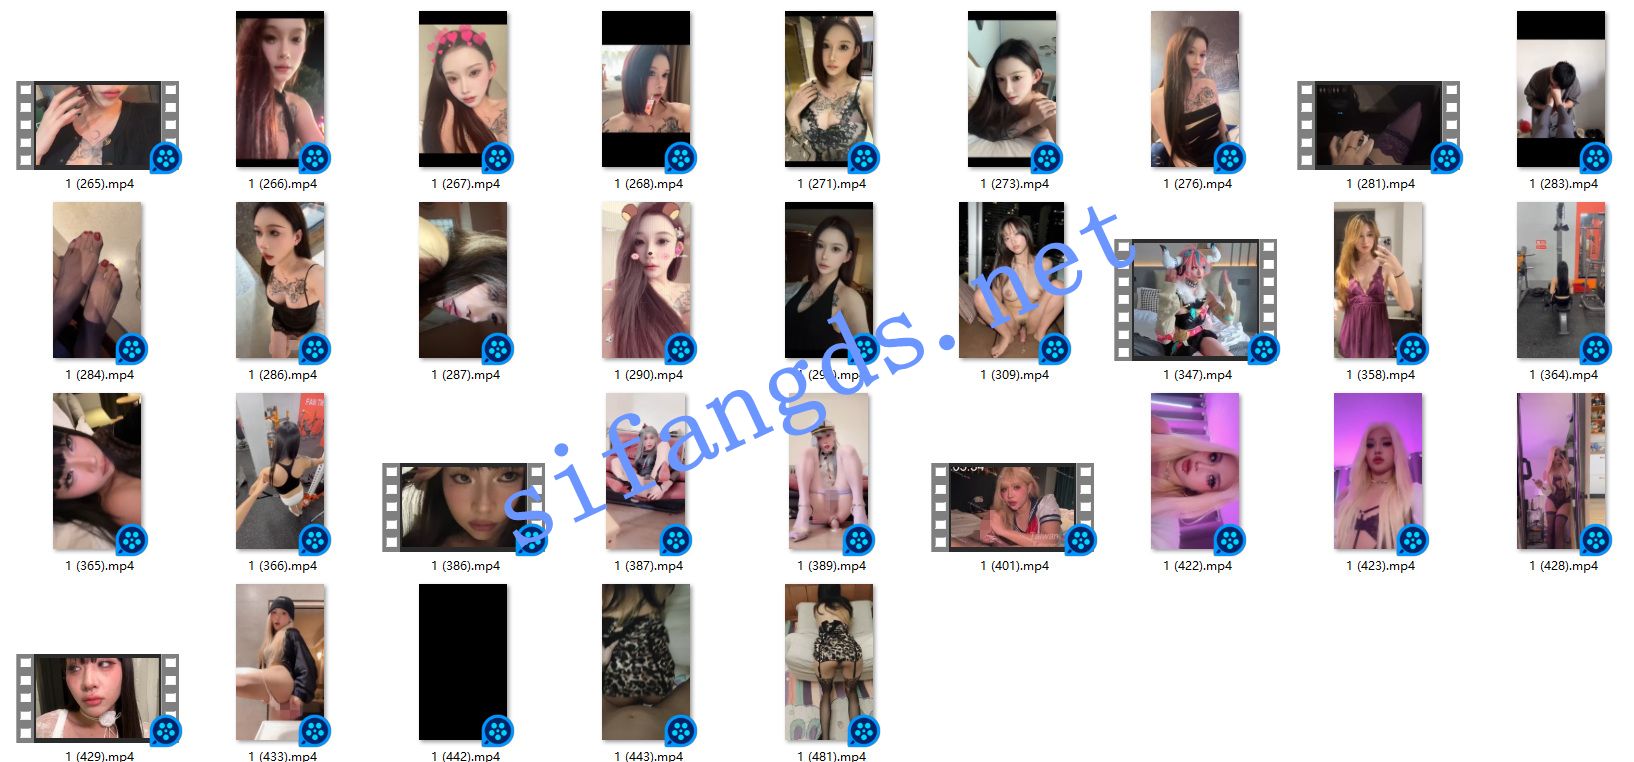 1 (265).mp4
1 (266).mp4
1 (267).mp4
1 (268).mp4
1 (271).mp4
1 (273).mp4
1 (276).mp4
1 (281).mp4
1 (283).mp4
1 (284).mp4
1 (286).mp4
1 (287).mp4
1 (290).mp4
1 (309).mp4
1 (347).mp4
1 (358).mp4
1 (364).mp4
sifangds.net
1 (365).mp4
1 (366).mp4
1 (386).mp4
1 (387).mp4
1 (389).mp4
1 (401).mp4
1 (422).mp4
1 (423).mp4
1 (428).mp4
Taiwan
1 (429).mp4
1 (433).mp4
1 (442).mp4
1 (443).mp4
1 (481).mp4